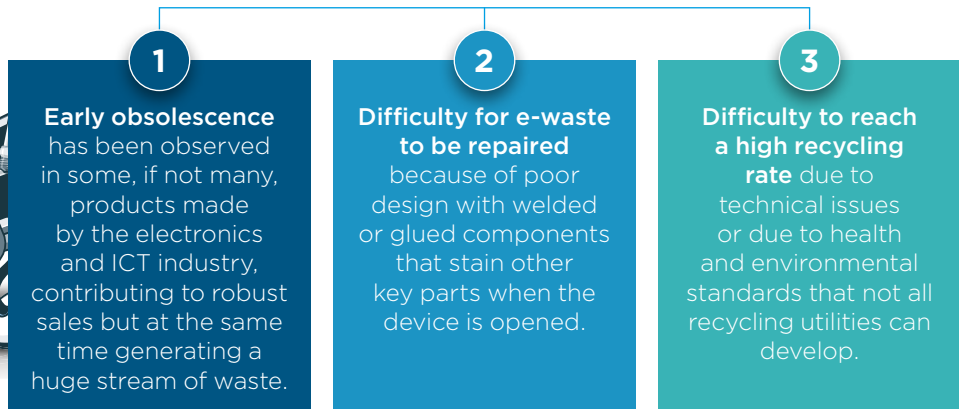 1
Early obsolescence
has been observed
in some, if not many,
products made
by the electronics
and ICT industry,
contributing to robust
sales but at the same
time generating a
huge stream of waste.
2
Difficulty for e-waste
to be repaired
because of poor
design with welded
or glued components
that stain other
key parts when the
device is opened.
3
Difficulty to reach
a high recycling
rate due to
technical issues
or due to health
and environmental
standards that not all
recycling utilities can
develop.